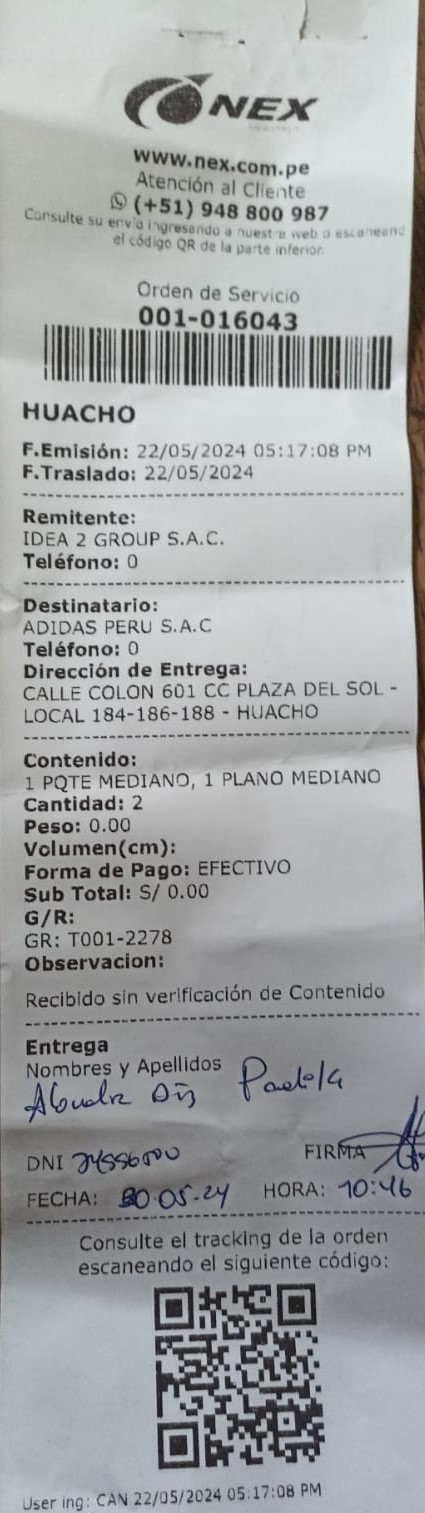 NEX
www.nex.com.pe
Atención al Cliente
(+51) 948 800 987
Consulte su envío ingresando a nuestra web o escaneand
el código QR de la parte inferior.
Orden de Servicio
001-016043
HUACHO
F.Emisión: 22/05/2024 05:17:08 PM
F.Traslado: 22/05/2024
Remitente:
IDEA 2 GROUP S.A.C.
Teléfono: 0
Destinatario:
ADIDAS PERU S.A.C
Teléfono: 0
Dirección de Entrega:
CALLE COLON 601 CC PLAZA DEL SOL -
LOCAL 184-186-188 - HUACHO
Contenido:
1 PQTE MEDIANO, 1 PLANO MEDIANO
Cantidad: 2
Peso: 0.00
Volumen(cm):
Forma de Pago: EFECTIVO
Sub Total: S/ 0.00
G/R:
GR: T001-2278
Observacion:
Recibido sin verificación de Contenido
Entrega
Nombres y Apellidos
DNI
FIRMA
FECHA: 30-05-24 HORA: 10:46
Consulte el tracking de la orden
escaneando el siguiente código:
User ing: CAN 22/05/2024 05:17:08 PM